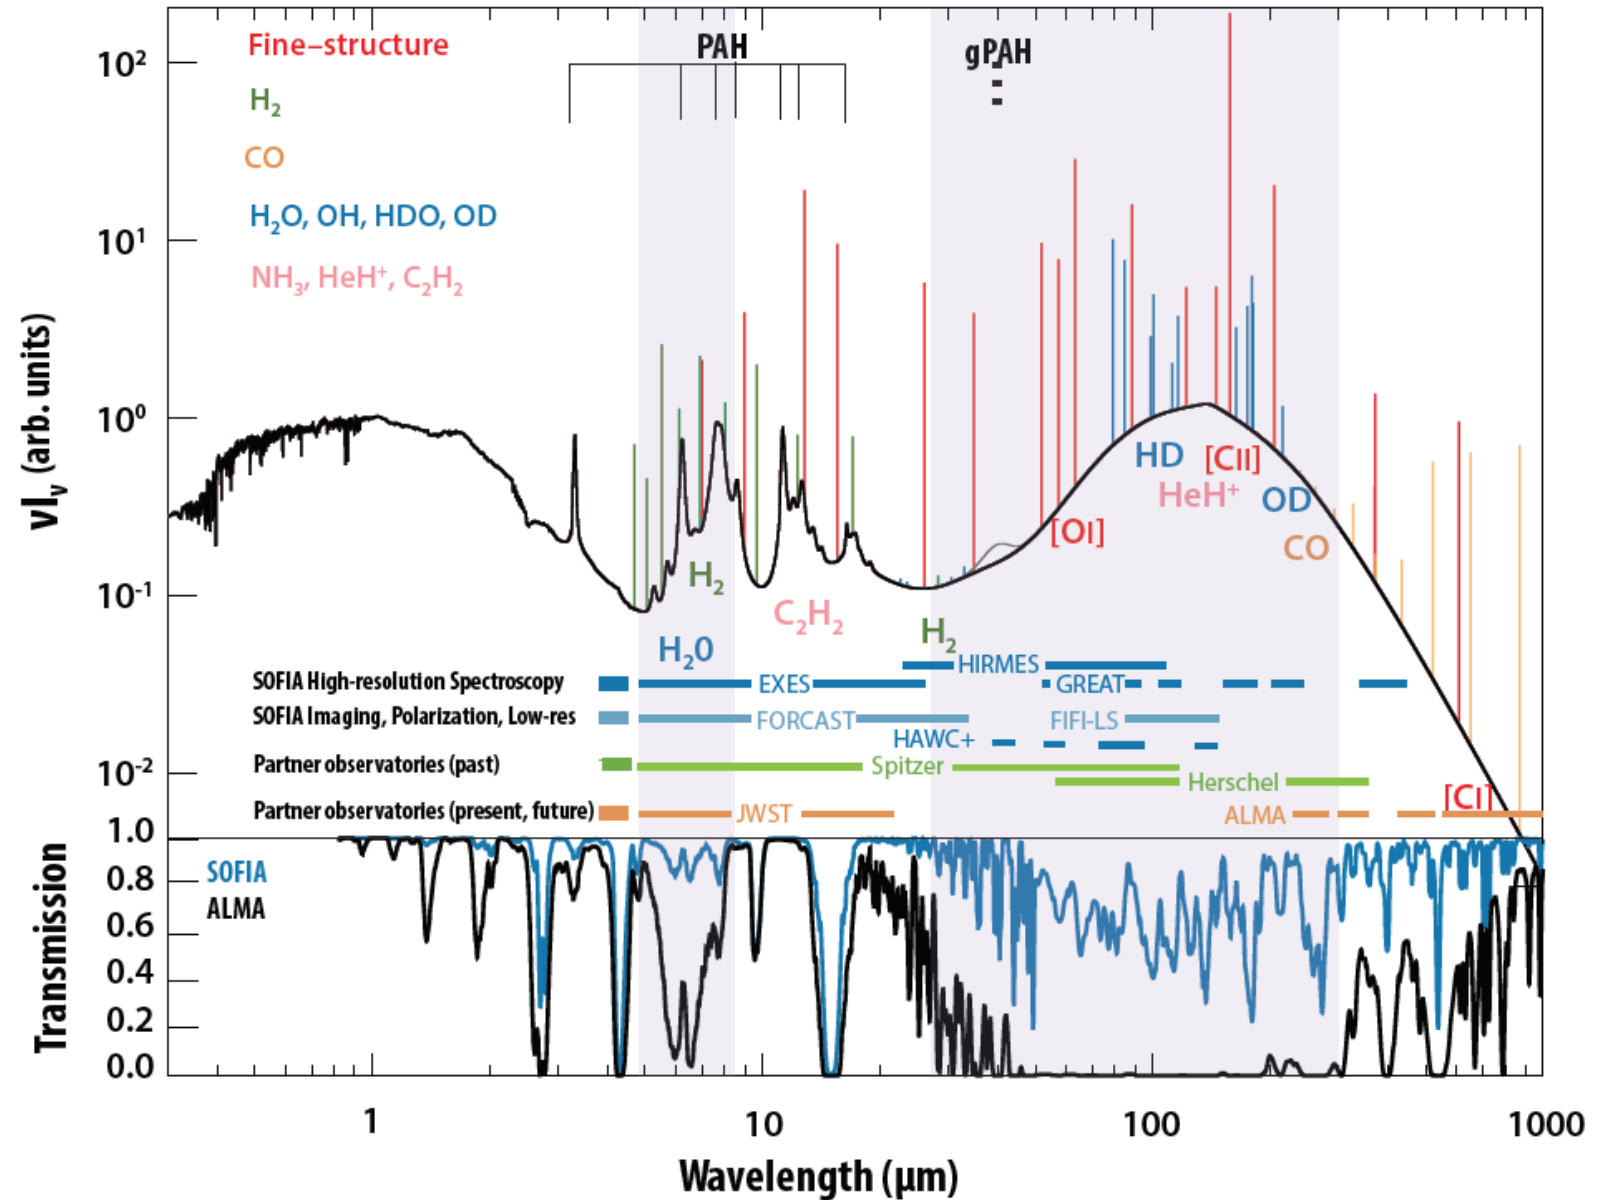 Fine–structure
H₂
CO
H₂O, OH, HDO, OD
NH₃, HeH⁺, C₂H₂
PAH
gPAH
10²
10¹
10⁰
10⁻¹
10⁻²
νIᵥ (arb. units)
HD
[CII]
HeH⁺
OD
[OI]
CO
H₂
C₂H₂
H₂
H₂0
HIRMES
SOFIA High-resolution Spectroscopy
EXES
GREAT
SOFIA Imaging, Polarization, Low-res
FORCAST
FIFI-LS
HAWC+
Partner observatories (past)
Spitzer
Herschel
[CI]
Partner observatories (present, future)
JWST
ALMA
1.0
0.8
0.6
0.4
0.2
0.0
Transmission
SOFIA
ALMA
1
10
100
1000
Wavelength (μm)